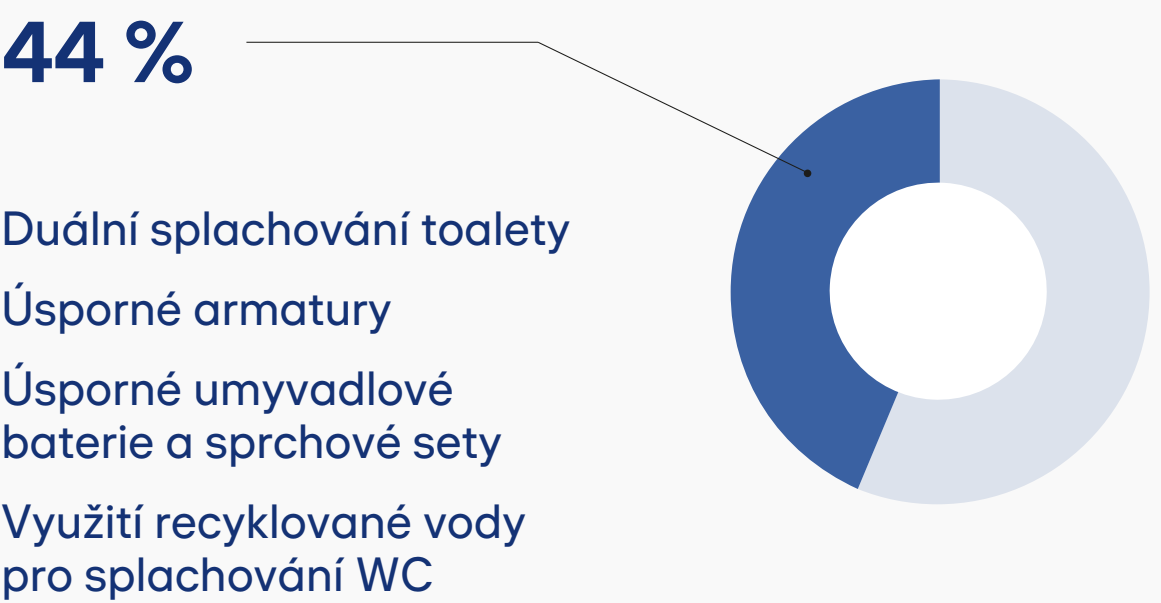 44 %
Duální splachování toalety
Úsporné armatury
Úsporné umyvadlové
baterie a sprchové sety
Využití recyklované vody
pro splachování WC